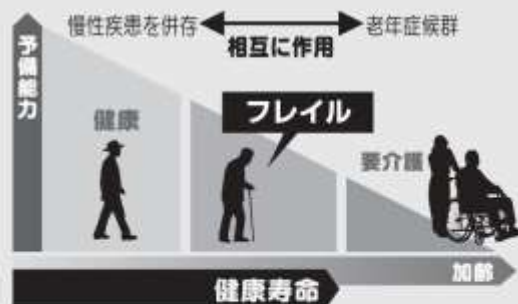 慢性疾患を併存
相互に作用
老年症候群
予備能力
健康
フレイル
要介護
加齢
健康寿命